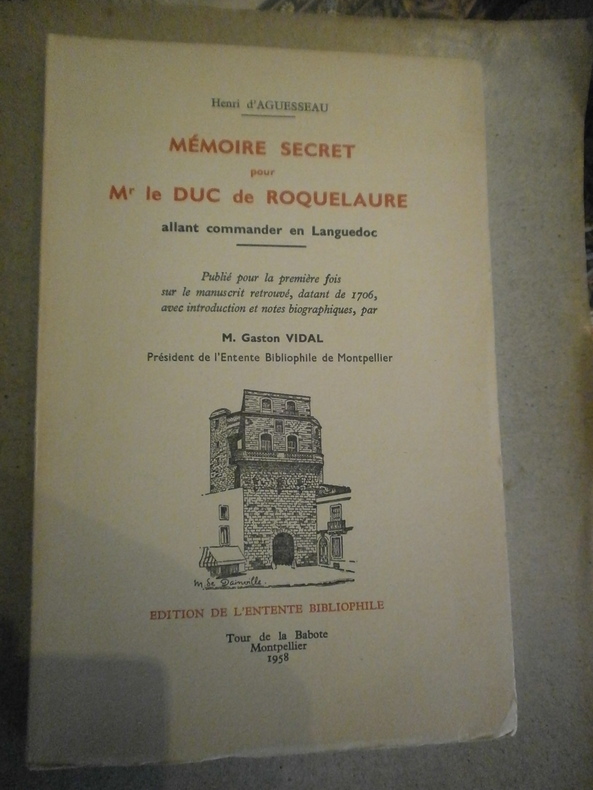 Henri d'AGUESSEAU
MÉMOIRE SECRET
pour
Mr le DUC de ROQUELAURE
allant commander en Languedoc
Publié pour la première fois
sur le manuscrit retrouvé, datant de 1706,
avec introduction et notes biographiques, par
M. Gaston VIDAL
Président de l'Entente Bibliophile de Montpellier
M. de Dainville.
EDITION DE L'ENTENTE BIBLIOPHILE
Tour de la Babote
Montpellier
1958